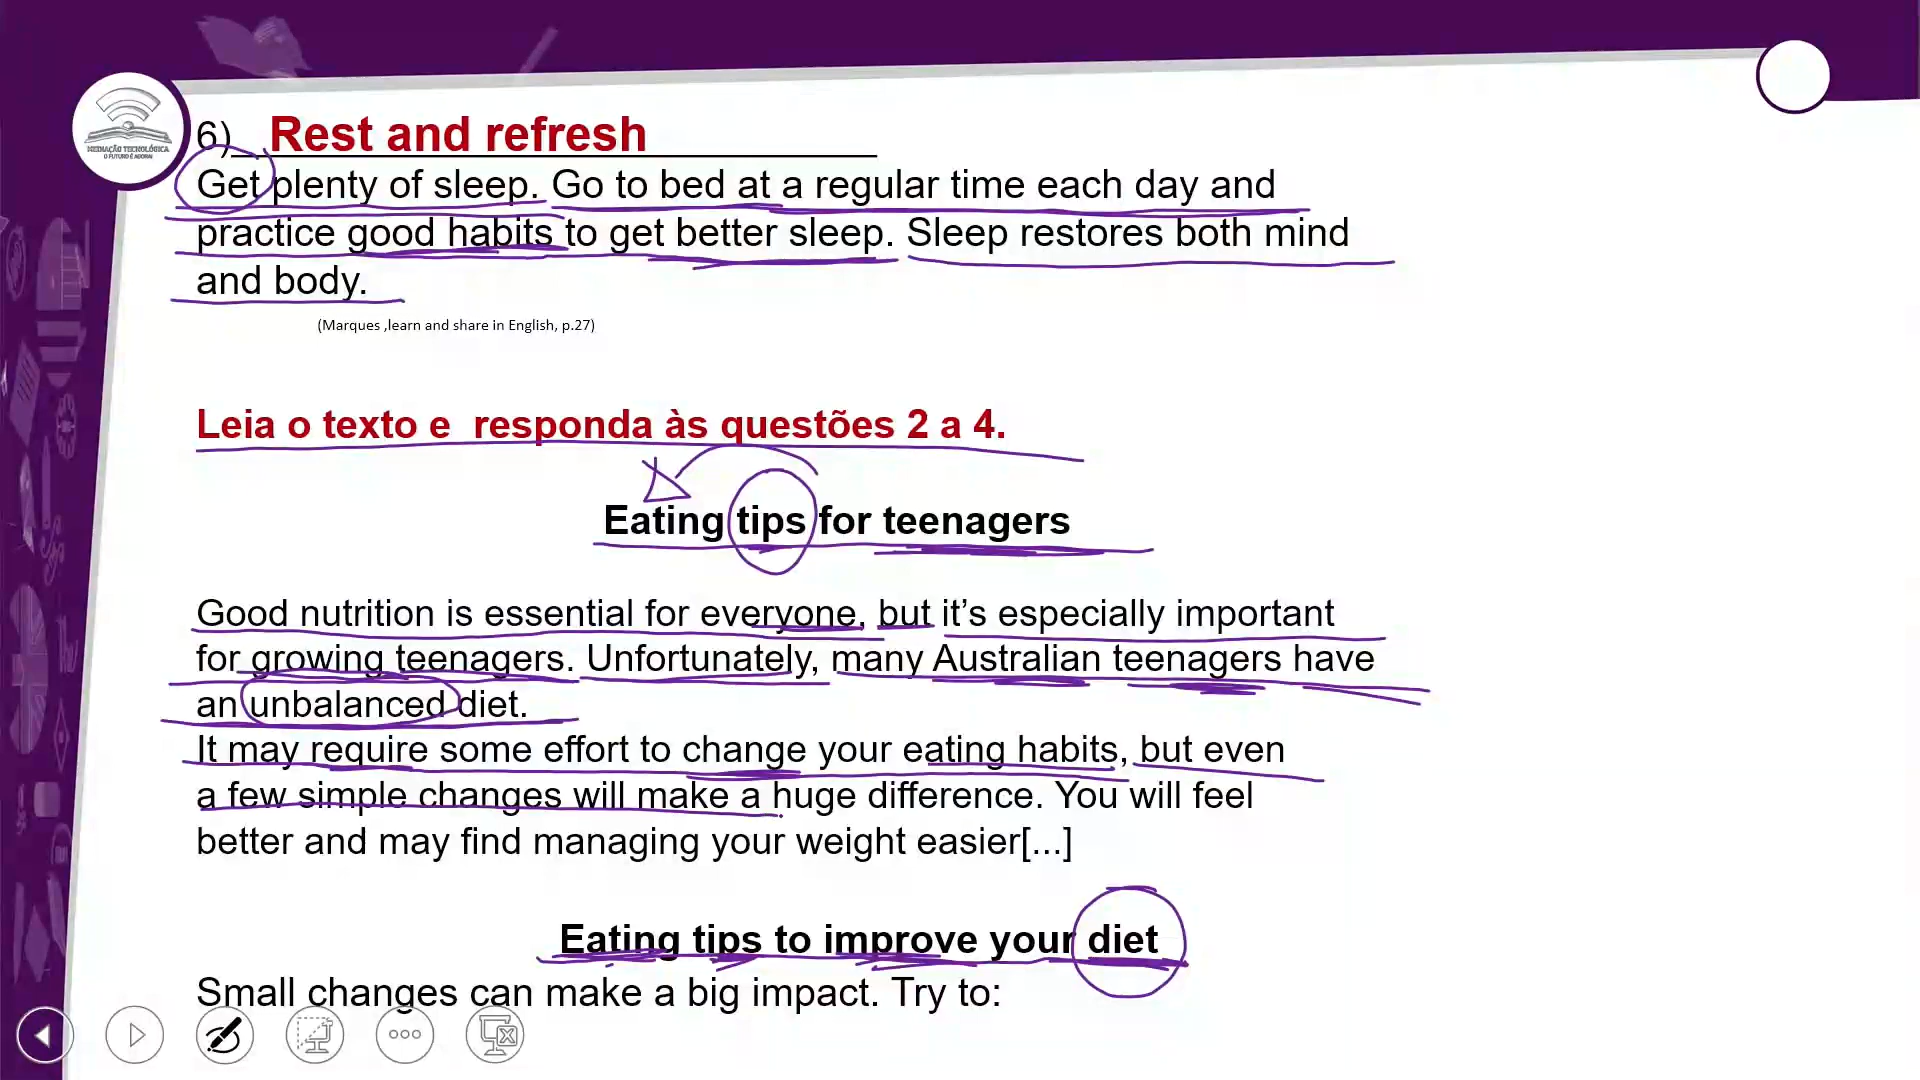 MEDIAÇÃO TECNOLÓGICA
O FUTURO É AGORA!
6)__Rest and refresh
Get plenty of sleep. Go to bed at a regular time each day and
practice good habits to get better sleep. Sleep restores both mind
and body.
(Marques ,learn and share in English, p.27)
Leia o texto e responda às questões 2 a 4.
Eating tips for teenagers
Good nutrition is essential for everyone, but it’s especially important
for growing teenagers. Unfortunately, many Australian teenagers have
an unbalanced diet.
It may require some effort to change your eating habits, but even
a few simple changes will make a huge difference. You will feel
better and may find managing your weight easier[...]
Eating tips to improve your diet
Small changes can make a big impact. Try to: